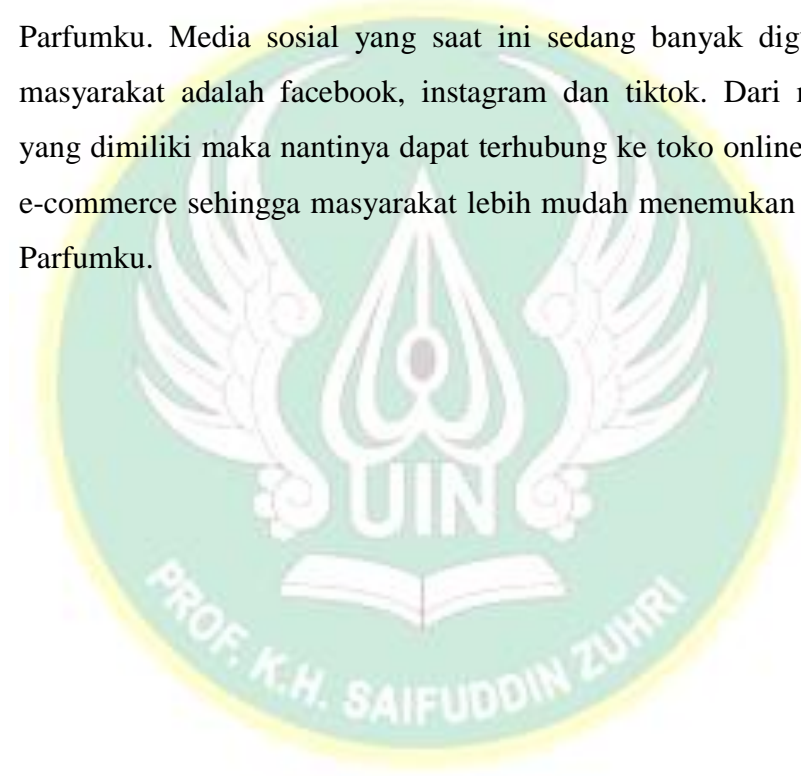 Parfumku. Media sosial yang saat ini sedang banyak
masyarakat adalah facebook, instagram dan tiktok. Dari
yang dimiliki maka nantinya dapat terhubung ke toko online
e-commerce sehingga masyarakat lebih mudah menemukan
Parfumku.
UIN
PROF. K.H. SAIFUDDIN ZUHRI